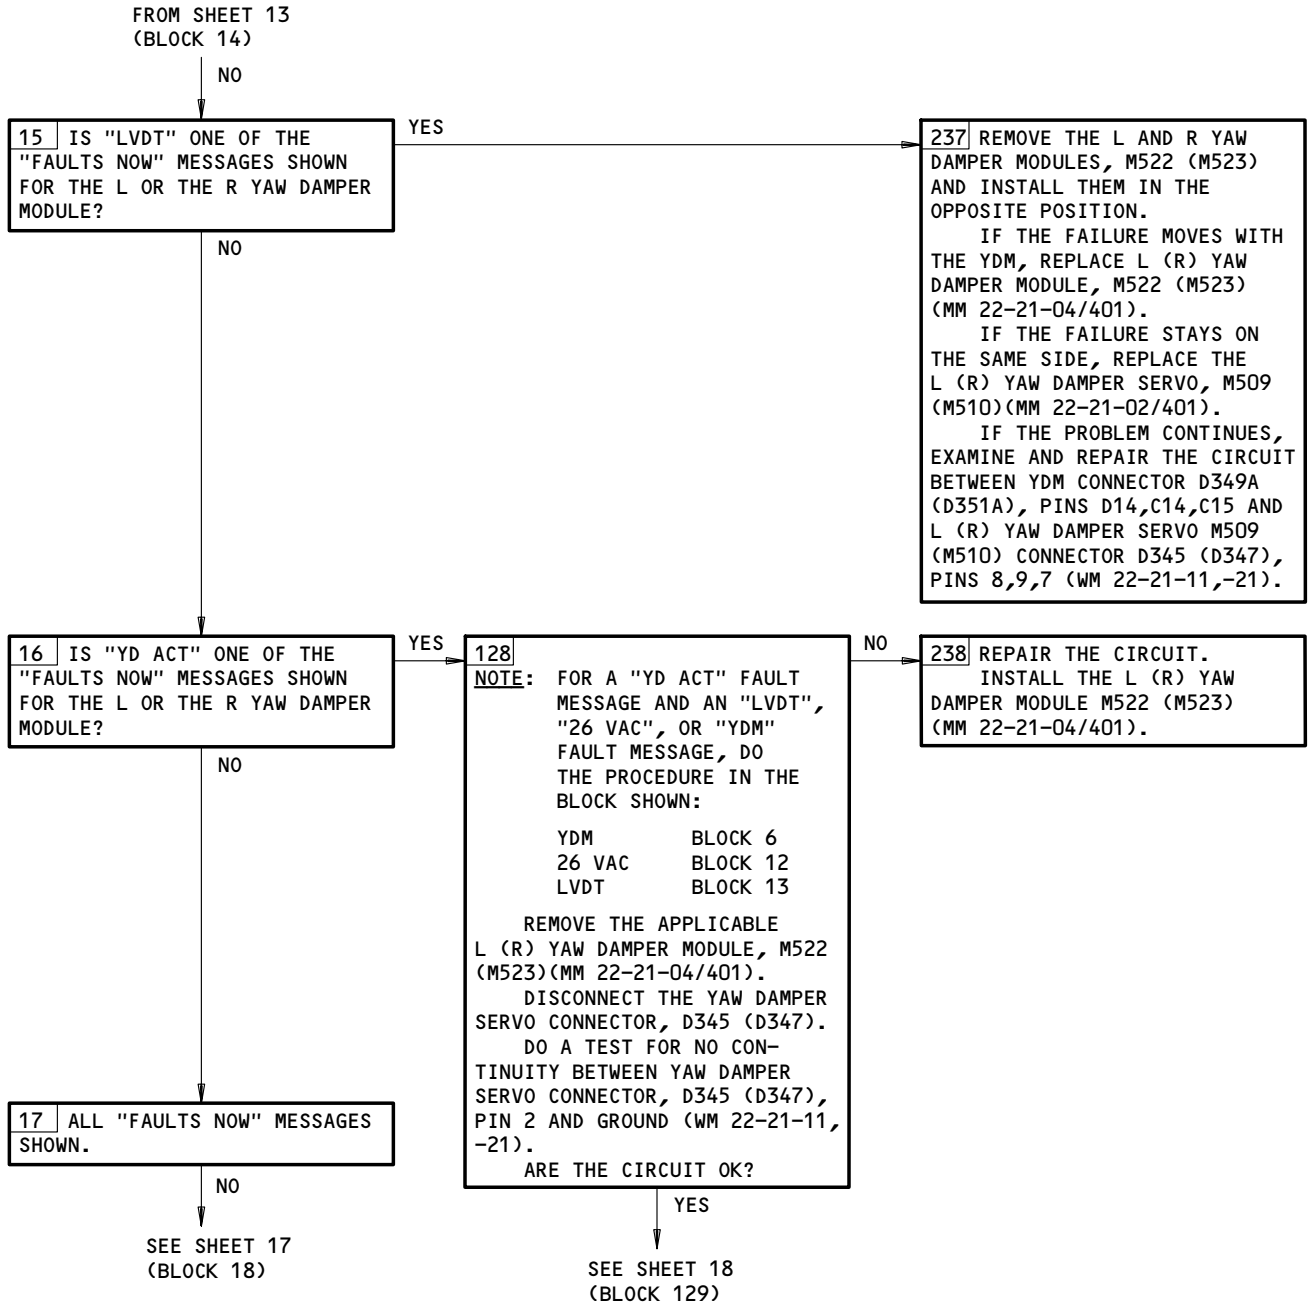 FROM SHEET 13
(BLOCK 14)
NO
15 IS "LVDT" ONE OF THE
"FAULTS NOW" MESSAGES SHOWN
FOR THE L OR THE R YAW DAMPER
MODULE?
YES
237 REMOVE THE L AND R YAW
DAMPER MODULES, M522 (M523)
AND INSTALL THEM IN THE
OPPOSITE POSITION.
IF THE FAILURE MOVES WITH
THE YDM, REPLACE L (R) YAW
DAMPER MODULE, M522 (M523)
(MM 22-21-04/401).
IF THE FAILURE STAYS ON
THE SAME SIDE, REPLACE THE
L (R) YAW DAMPER SERVO, M509
(M510)(MM 22-21-02/401).
IF THE PROBLEM CONTINUES,
EXAMINE AND REPAIR THE CIRCUIT
BETWEEN YDM CONNECTOR D349A
(D351A), PINS D14,C14,C15 AND
L (R) YAW DAMPER SERVO M509
(M510) CONNECTOR D345 (D347),
PINS 8,9,7 (WM 22-21-11,-21).
NO
16 IS "YD ACT" ONE OF THE
"FAULTS NOW" MESSAGES SHOWN
FOR THE L OR THE R YAW DAMPER
MODULE?
YES
128
NOTE: FOR A "YD ACT" FAULT
MESSAGE AND AN "LVDT",
"26 VAC", OR "YDM"
FAULT MESSAGE, DO
THE PROCEDURE IN THE
BLOCK SHOWN:
YDM BLOCK 6
26 VAC BLOCK 12
LVDT BLOCK 13
REMOVE THE APPLICABLE
L (R) YAW DAMPER MODULE, M522
(M523)(MM 22-21-04/401).
DISCONNECT THE YAW DAMPER
SERVO CONNECTOR, D345 (D347).
DO A TEST FOR NO CON-
TINUITY BETWEEN YAW DAMPER
SERVO CONNECTOR, D345 (D347),
PIN 2 AND GROUND (WM 22-21-11,
-21).
ARE THE CIRCUIT OK?
NO
238 REPAIR THE CIRCUIT.
INSTALL THE L (R) YAW
DAMPER MODULE M522 (M523)
(MM 22-21-04/401).
NO
17 ALL "FAULTS NOW" MESSAGES
SHOWN.
NO
SEE SHEET 17
(BLOCK 18)
YES
SEE SHEET 18
(BLOCK 129)